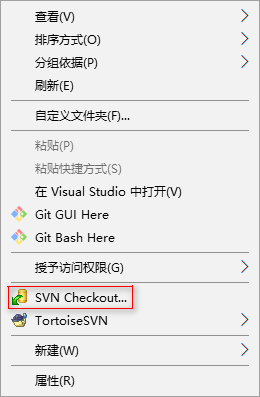 查看(V)
排序方式(O)
分组依据(P)
刷新(E)
自定义文件夹(F)...
粘贴(P)
粘贴快捷方式(S)
在 Visual Studio 中打开(V)
Git GUI Here
Git Bash Here
授予访问权限(G)
SVN Checkout...
TortoiseSVN
新建(W)
属性(R)